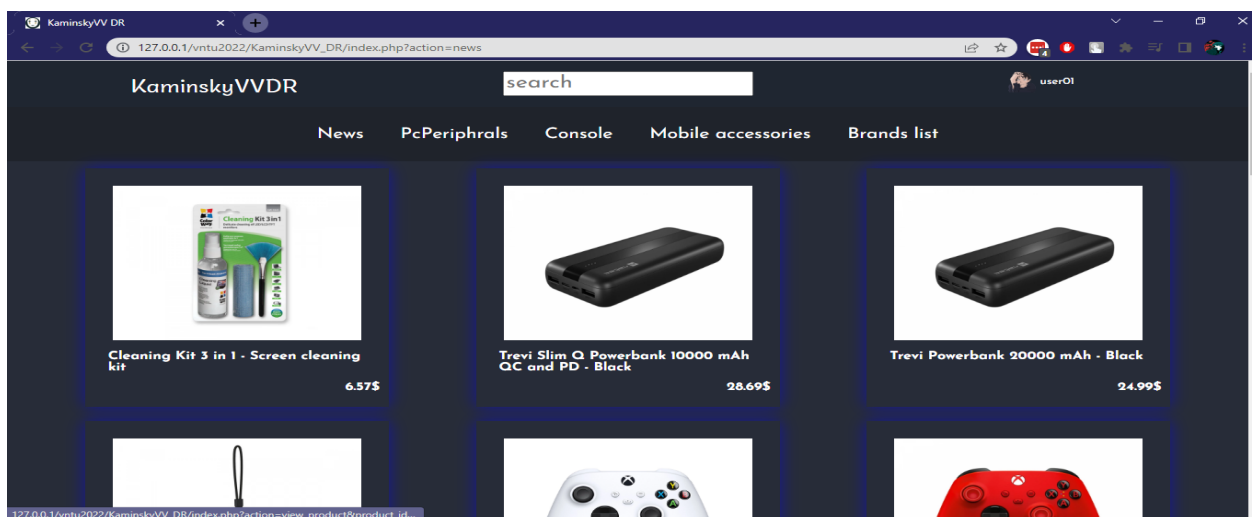 KaminskyVV DR
127.0.0.1/vntu2022/KaminskyVV_DR/index.php?action=news
4
KaminskyVVDR
search
user01
News PcPeriphrals Console Mobile accessories Brands list
Cleaning Kit 3in1
Cleaning Kit 3 in 1 - Screen cleaning
kit
6.57$
Trevi Slim Q Powerbank 10000 mAh
QC and PD - Black
28.69$
Trevi Powerbank 20000 mAh - Black
24.99$
127.0.0.1/vntu2022/KaminskyVV_DR/index.php?action=view_product&product_id...